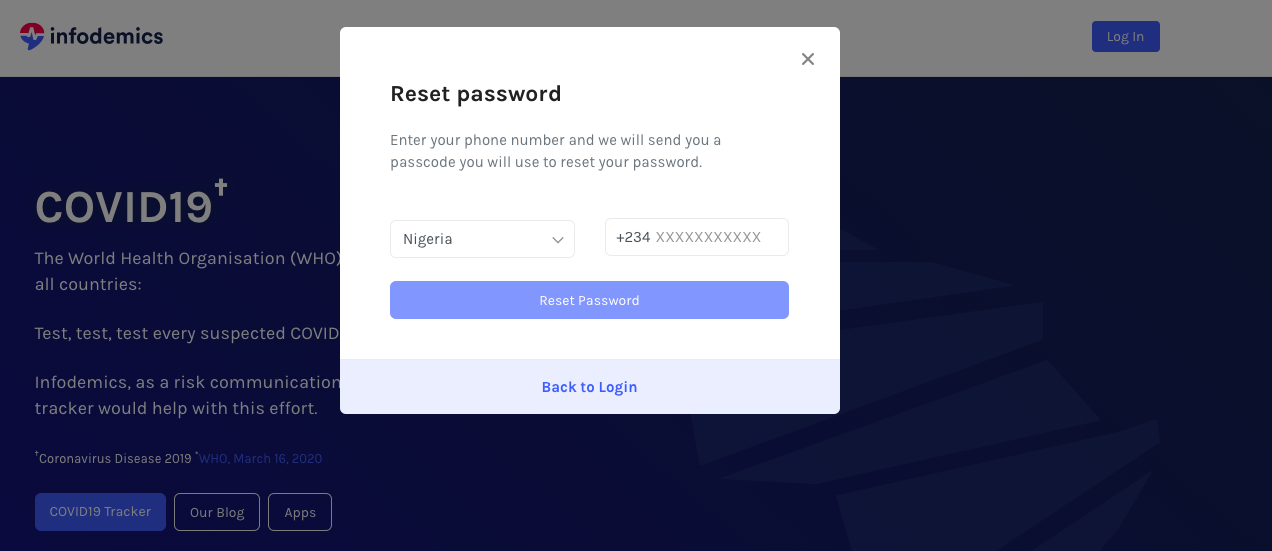 infodemics
Log In
Reset password
Enter your phone number and we will send you a
passcode you will use to reset your password.
Nigeria
+234 XXXXXXXXXXX
Reset Password
Back to Login
COVID19†
The World Health Organisation (WHO)
all countries:
Test, test, test every suspected COVID
Infodemics, as a risk communication
tracker would help with this effort.
†Coronavirus Disease 2019 *WHO, March 16, 2020
COVID19 Tracker
Our Blog
Apps